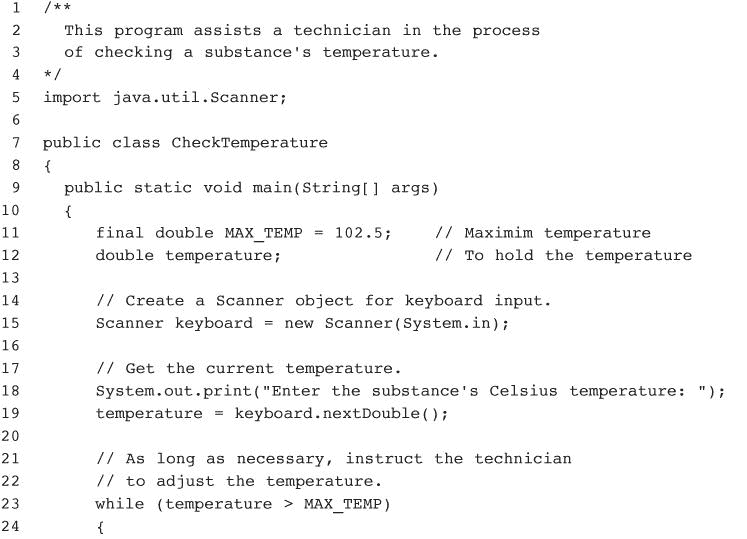 1 /**
2 This program assists a technician in the process
3 of checking a substance's temperature.
4 */
5 import java.util.Scanner;
6
7 public class CheckTemperature
8 {
9 public static void main(String[] args)
10 {
11 final double MAX_TEMP = 102.5; // Maximim temperature
12 double temperature; // To hold the temperature
13
14 // Create a Scanner object for keyboard input.
15 Scanner keyboard = new Scanner(System.in);
16
17 // Get the current temperature.
18 System.out.print("Enter the substance's Celsius temperature: ");
19 temperature = keyboard.nextDouble();
20
21 // As long as necessary, instruct the technician
22 // to adjust the temperature.
23 while (temperature > MAX_TEMP)
24 {